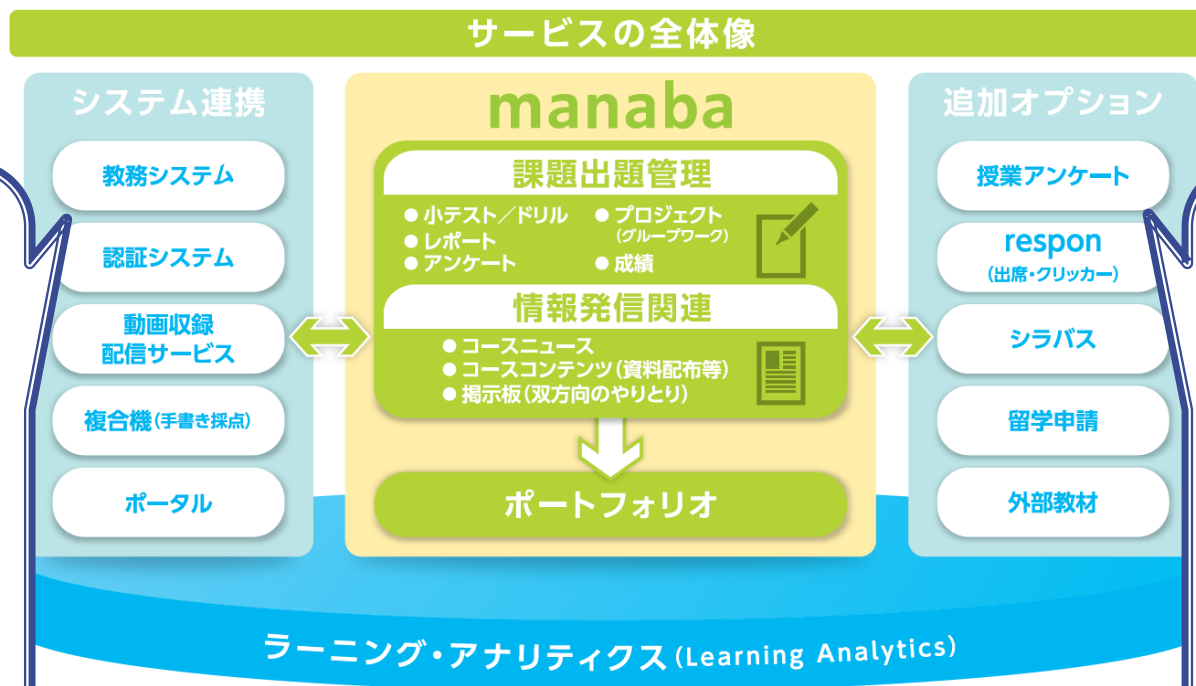 サービスの全体像
システム連携
教務システム
認証システム
動画収録
配信サービス
複合機(手書き採点)
ポータル
manaba
課題出題管理
●小テスト／ドリル
●レポート
●アンケート
●プロジェクト
(グループワーク)
●成績
情報発信関連
●コースニュース
●コースコンテンツ(資料配布等)
●掲示板(双方向のやりとり)
ポートフォリオ
追加オプション
授業アンケート
respon
(出席・クリッカー)
シラバス
留学申請
外部教材
ラーニング・アナリティクス(Learning Analytics)